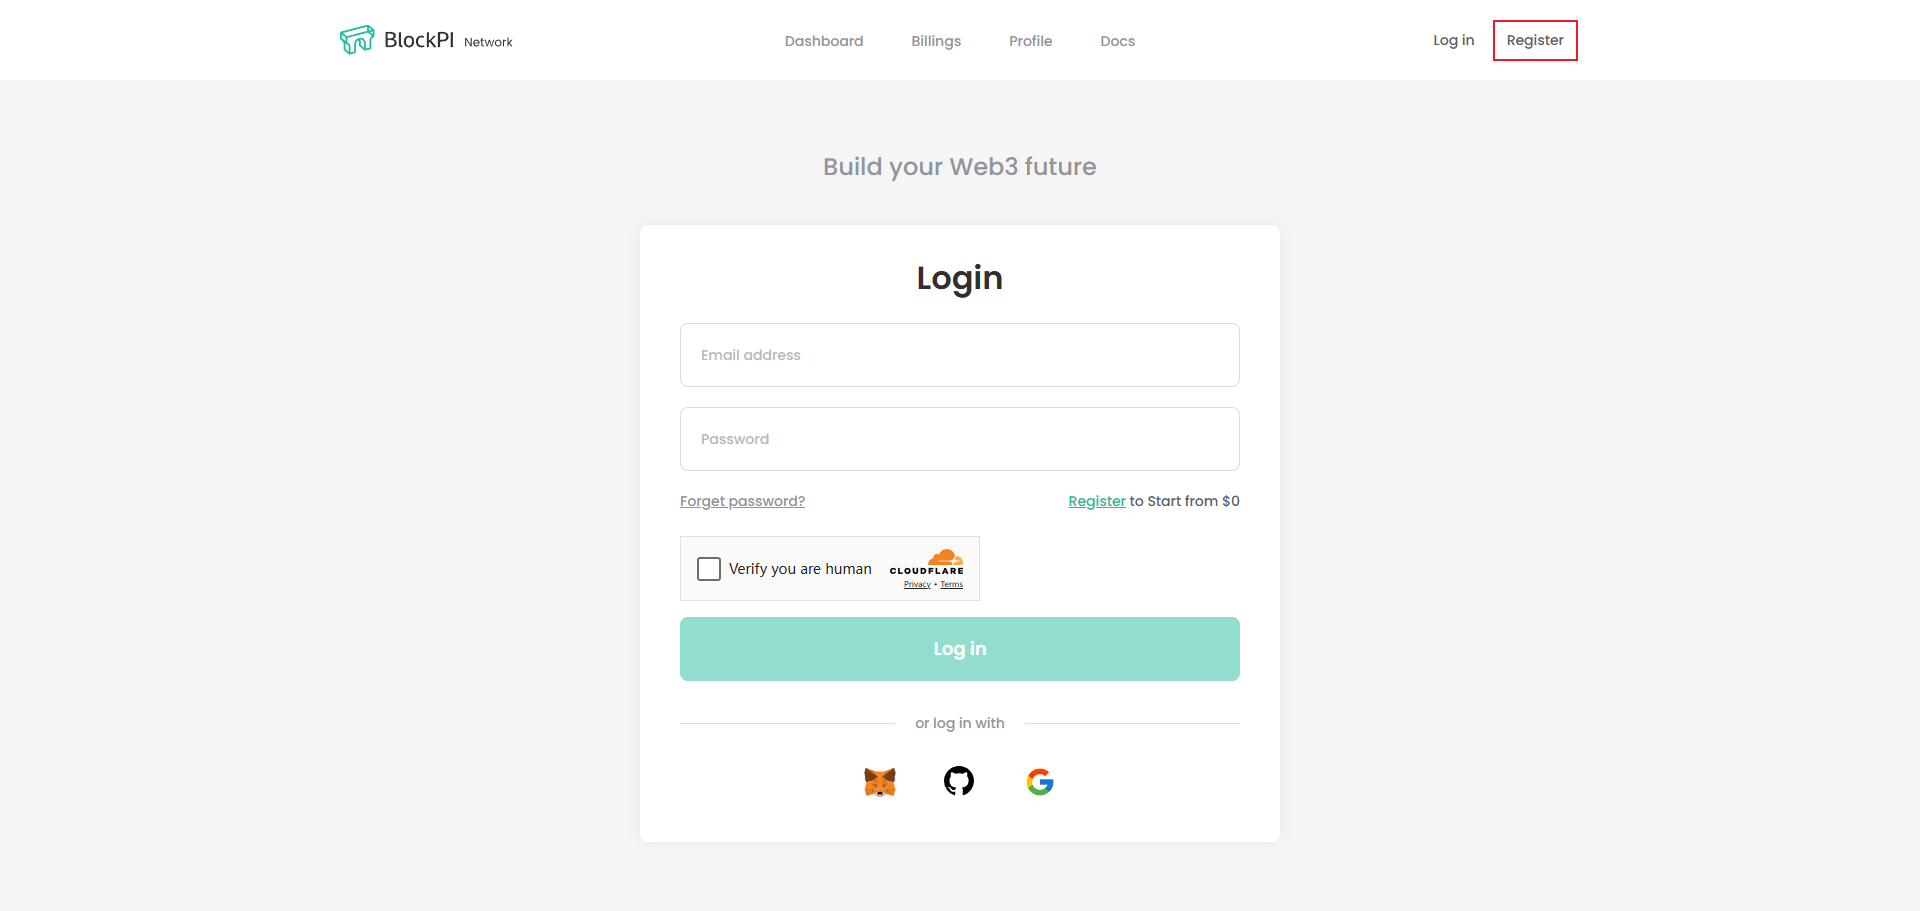 BlockPI Network
Dashboard Billings Profile Docs
Log in Register
Build your Web3 future
Login
Email address
Password
Forget password? Register to Start from $0
Verify you are human
CLOUDFLARE
Privacy • Terms
Log in
or log in with